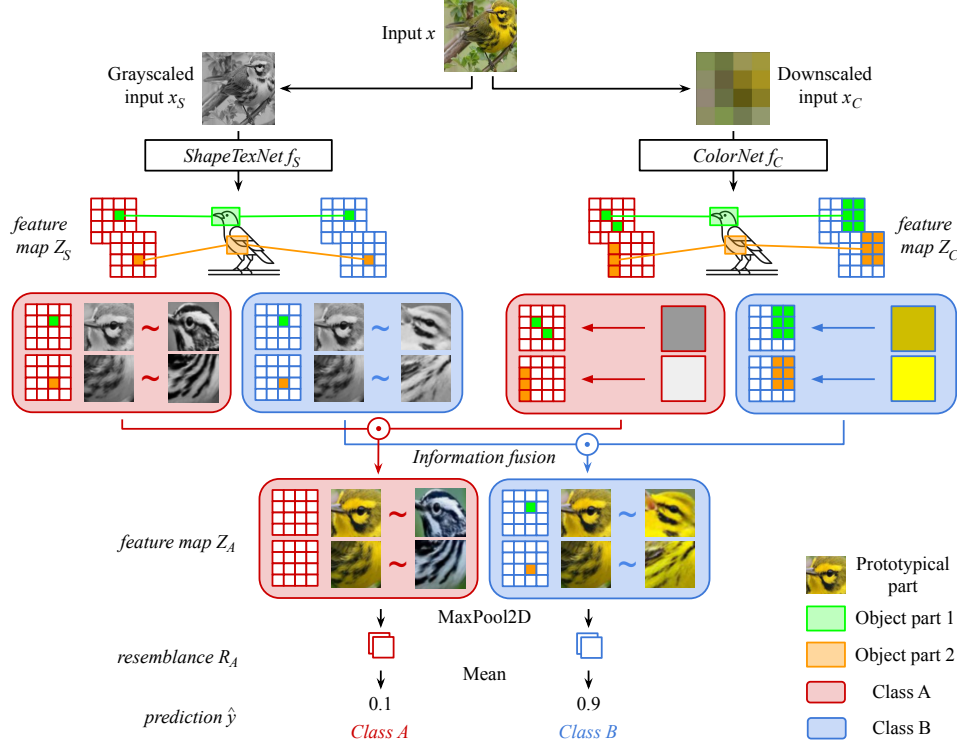 Input x
Grayscaled
input x_S
Downscaled
input x_C
ShapeTexNet f_S
ColorNet f_C
feature
map Z_S
feature
map Z_C
~
~
~
~
Information fusion
feature map Z_A
~
~
~
~
MaxPool2D
resemblance R_A
Mean
prediction ŷ
0.1
0.9
Class A
Class B
Prototypical
part
Object part 1
Object part 2
Class A
Class B